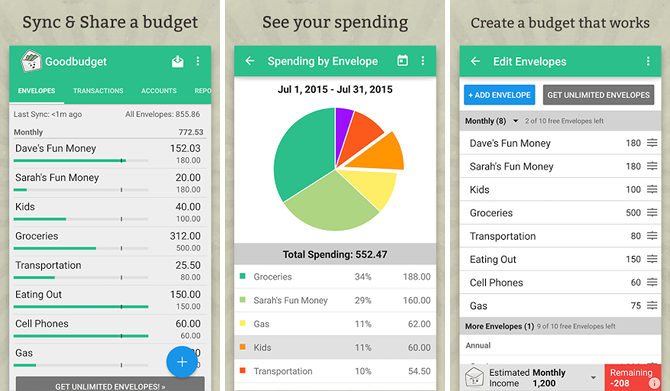 Sync & Share a budget
Goodbudget
ENVELOPES TRANSACTIONS ACCOUNTS REPO
Last Sync: <1m ago All Envelopes: 855.86
Monthly 772.53
Dave's Fun Money 152.03
180.00
Sarah's Fun Money 20.00
180.00
Kids 40.00
100.00
Groceries 312.00
500.00
Transportation 25.50
80.00
Eating Out 150.00
150.00
Cell Phones 60.00
60.00
Gas
GET UNLIMITED ENVELOPES! »
See your spending
Spending by Envelope
Jul 1, 2015 - Jul 31, 2015
Total Spending: 552.47
Groceries 34% 188.00
Sarah's Fun Money 29% 160.00
Gas 11% 62.00
Kids 11% 60.00
Transportation 10% 54.50
Create a budget that works
Edit Envelopes
+ ADD ENVELOPE GET UNLIMITED ENVELOPES
Monthly (8) 2 of 10 free Envelopes left
Dave's Fun Money 180
Sarah's Fun Money 180
Kids 100
Groceries 500
Transportation 80
Eating Out 150
Cell Phones 60
Gas 75
More Envelopes (1) 9 of 10 free Envelopes left
Annual
Estimated Monthly Remaining
Income 1,200 -208